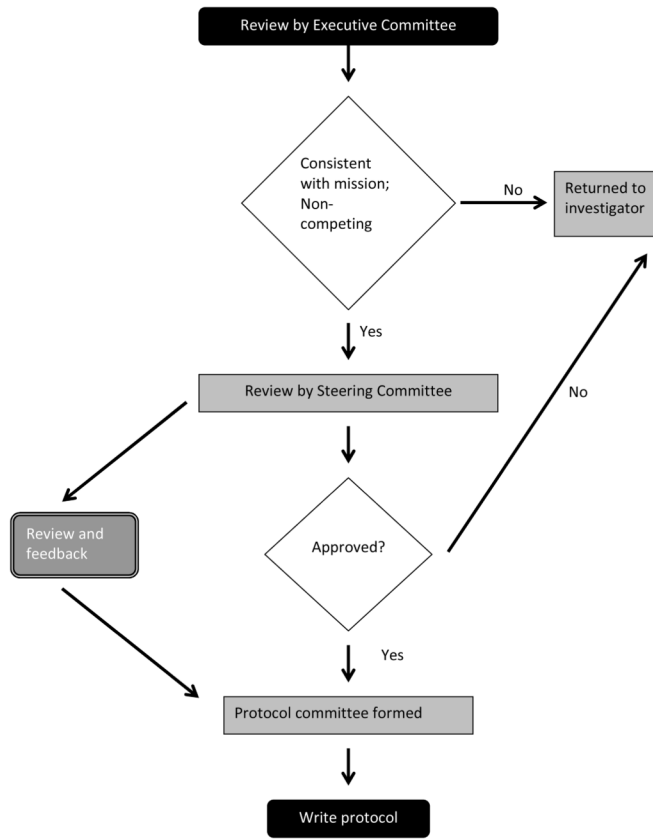 Review by Executive Committee
Consistent
with mission;
Non-
competing
No
Returned to
investigator
Yes
Review by Steering Committee
No
Review and
feedback
Approved?
Yes
Protocol committee formed
Write protocol